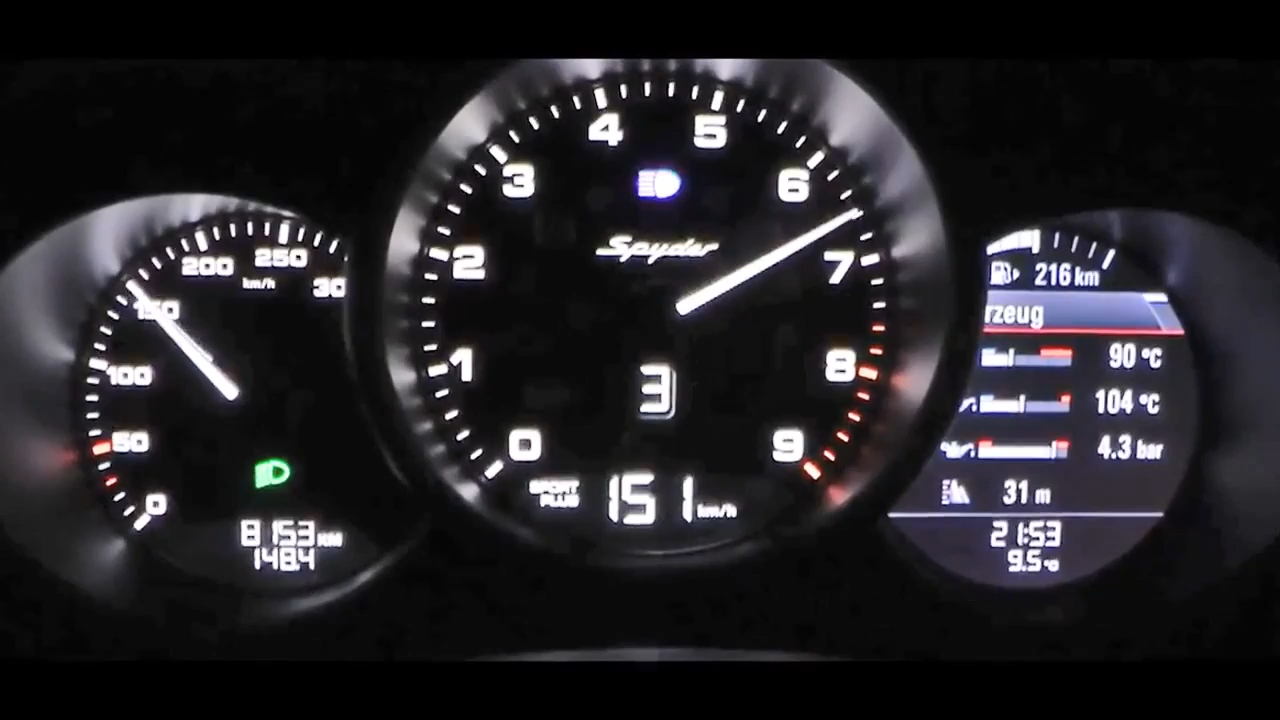 0
50
100
150
200
250
30
km/h
8153 KM
148.4
0
1
2
3
4
5
6
7
8
9
Spyder
3
SPORT
PLUS
151 km/h
216 km
rzeug
90 °C
104 °C
4.3 bar
31 m
21:53
9.5 °C